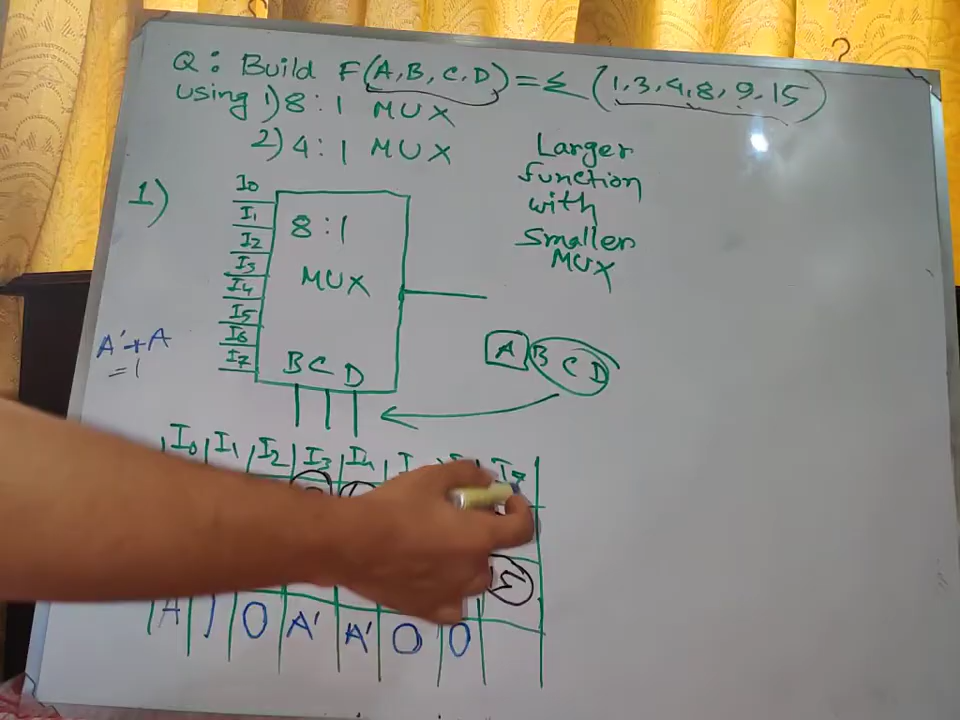 Q: Build F(A,B,C,D) = Σ (1,3,4,8,9,15)
using 1) 8:1 MUX
2) 4:1 MUX
Larger
function
with
Smaller
MUX
1)
I0
I1
I2
I3
I4
I5
I6
I7
8:1
MUX
B C D
A' + A
= 1
A B C D
I0 I1 I2 I3 I4 I7
15
A 1 0 A' A' 0 0